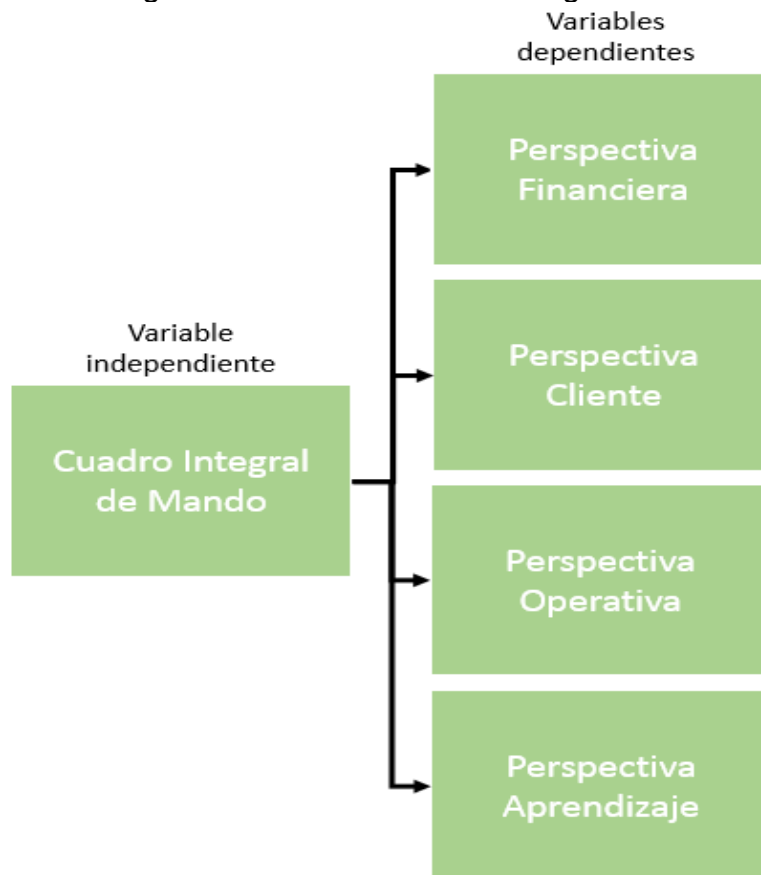 Variables
dependientes
Perspectiva
Financiera
Variable
independiente
Perspectiva
Cliente
Cuadro Integral
de Mando
Perspectiva
Operativa
Perspectiva
Aprendizaje